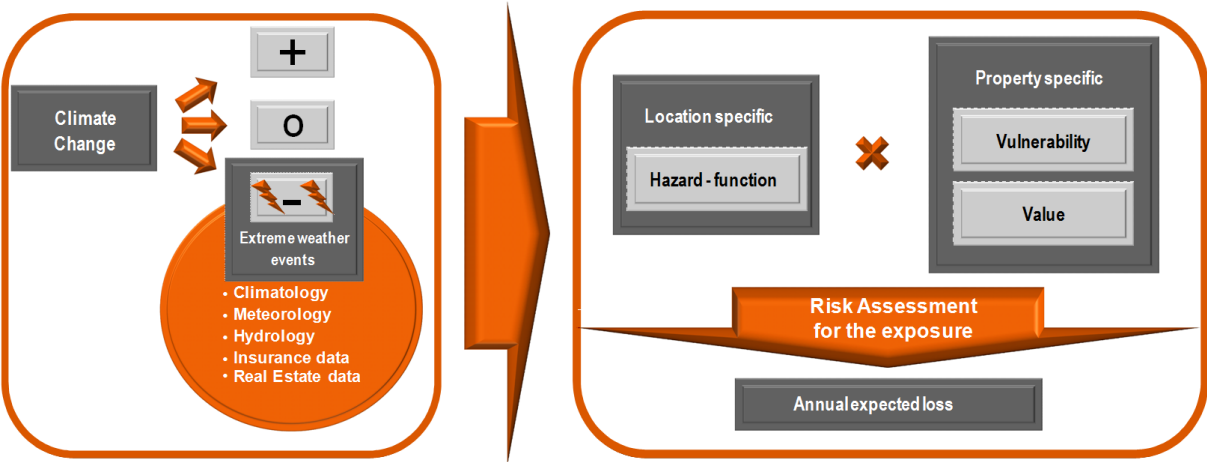 +
Climate
Change
O
-
Extreme weather
events
• Climatology
• Meteorology
• Hydrology
• Insurance data
• Real Estate data
Location specific
Hazard - function
Property specific
Vulnerability
Value
Risk Assessment
for the exposure
Annual expected loss